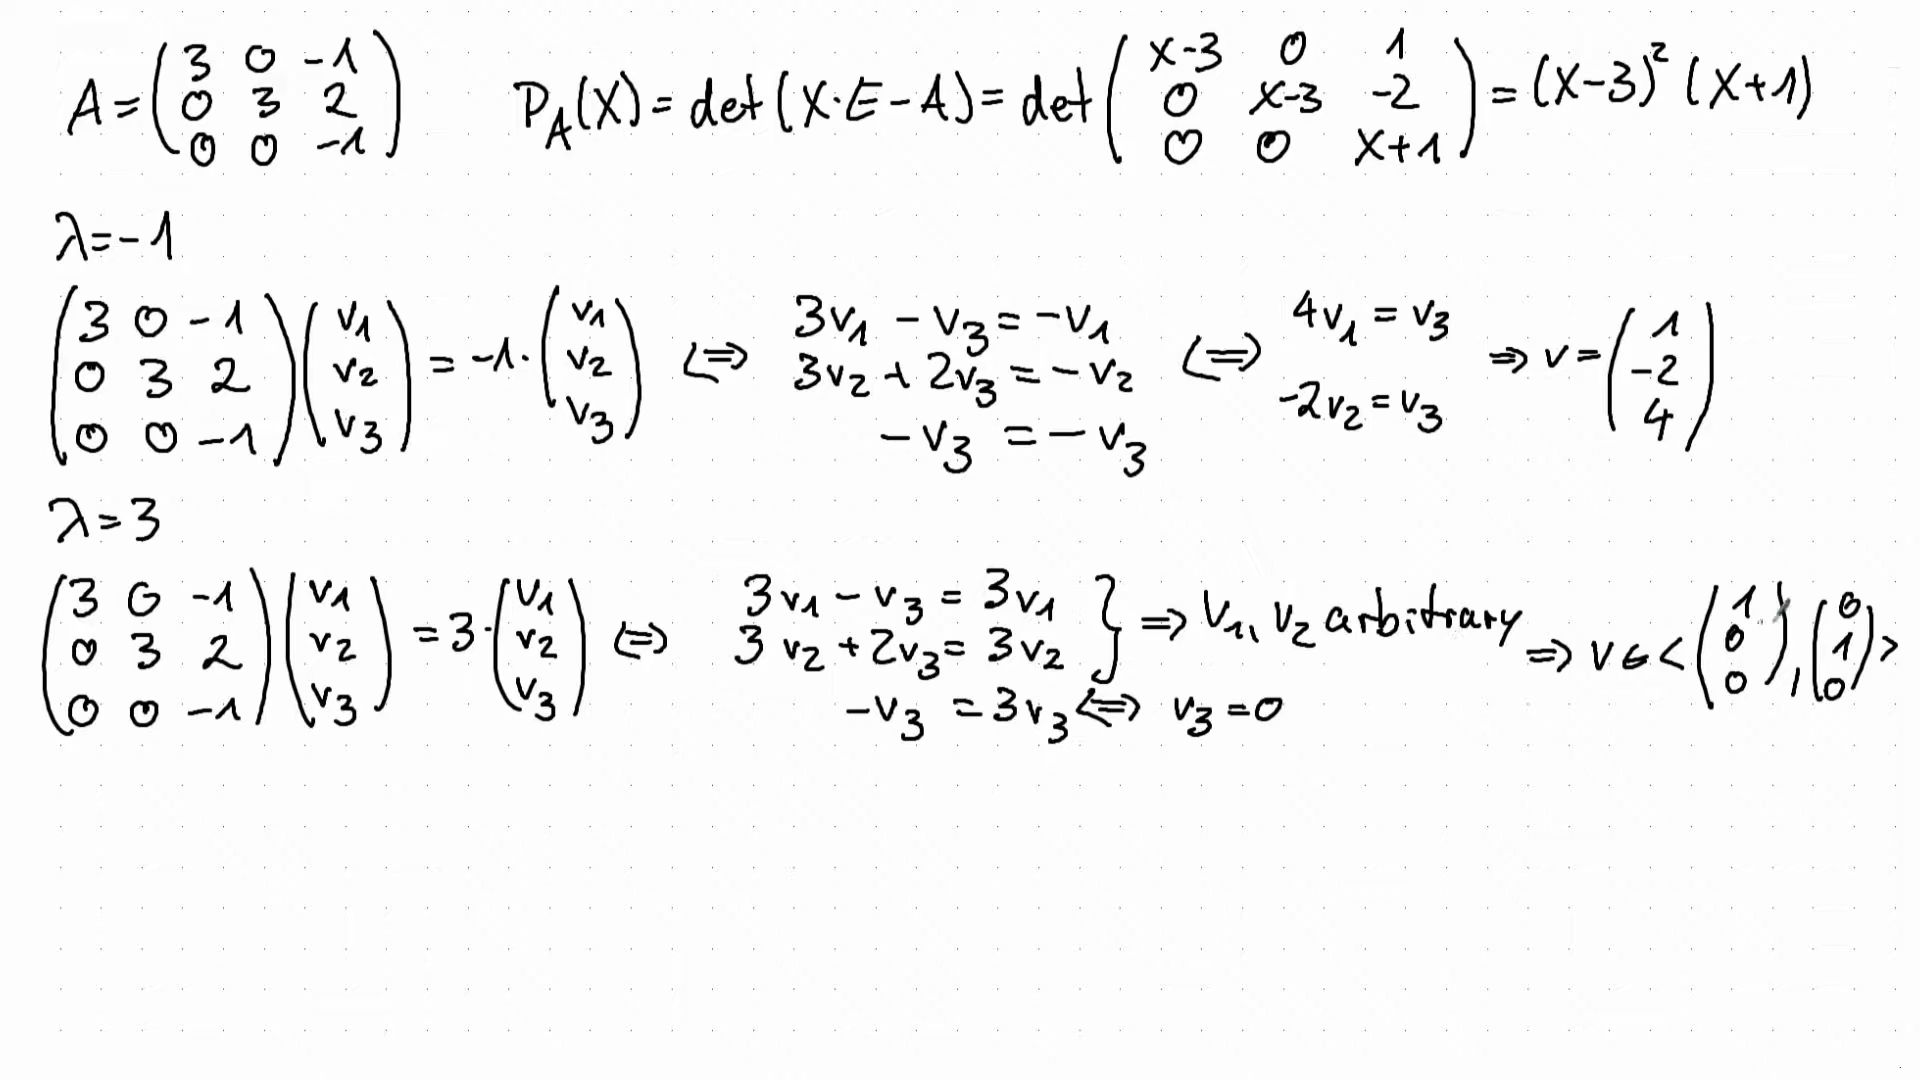 A = (3 0 -1; 0 3 2; 0 0 -1)   P_A(X) = det(X·E-A) = det(X-3 0 1; 0 X-3 -2; 0 0 X+1) = (X-3)² (X+1)
λ=-1
(3 0 -1; 0 3 2; 0 0 -1)(v₁; v₂; v₃) = -1·(v₁; v₂; v₃) ⇔ 3v₁ - v₃ = -v₁; 3v₂ + 2v₃ = -v₂; -v₃ = -v₃ ⇔ 4v₁ = v₃; -2v₂ = v₃ ⇒ v = (1; -2; 4)
λ=3
(3 0 -1; 0 3 2; 0 0 -1)(v₁; v₂; v₃) = 3·(v₁; v₂; v₃) ⇔ 3v₁ - v₃ = 3v₁; 3v₂ + 2v₃ = 3v₂ } ⇒ v₁, v₂ arbitrary ⇒ v ∈ <(1; 0; 0), (0; 1; 0)>
-v₃ = 3v₃ ⇔ v₃ = 0